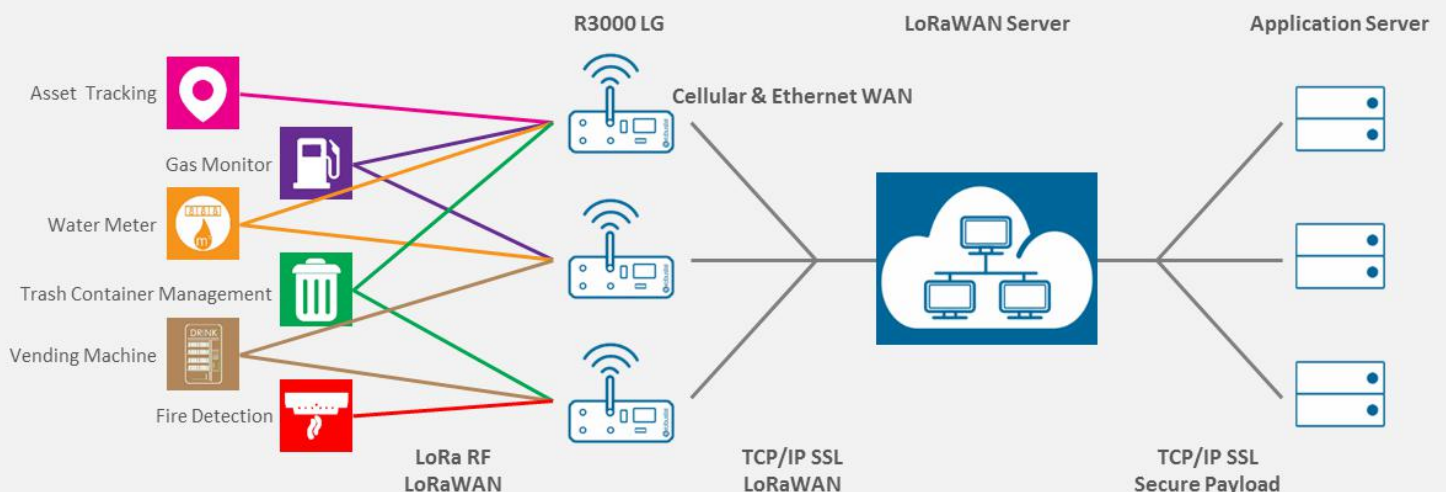 R3000 LG
LoRaWAN Server
Application Server
Asset Tracking
Cellular & Ethernet WAN
Gas Monitor
Water Meter
m
Trash Container Management
DRINK
Vending Machine
Fire Detection
LoRa RF
LoRaWAN
TCP/IP SSL
LoRaWAN
TCP/IP SSL
Secure Payload